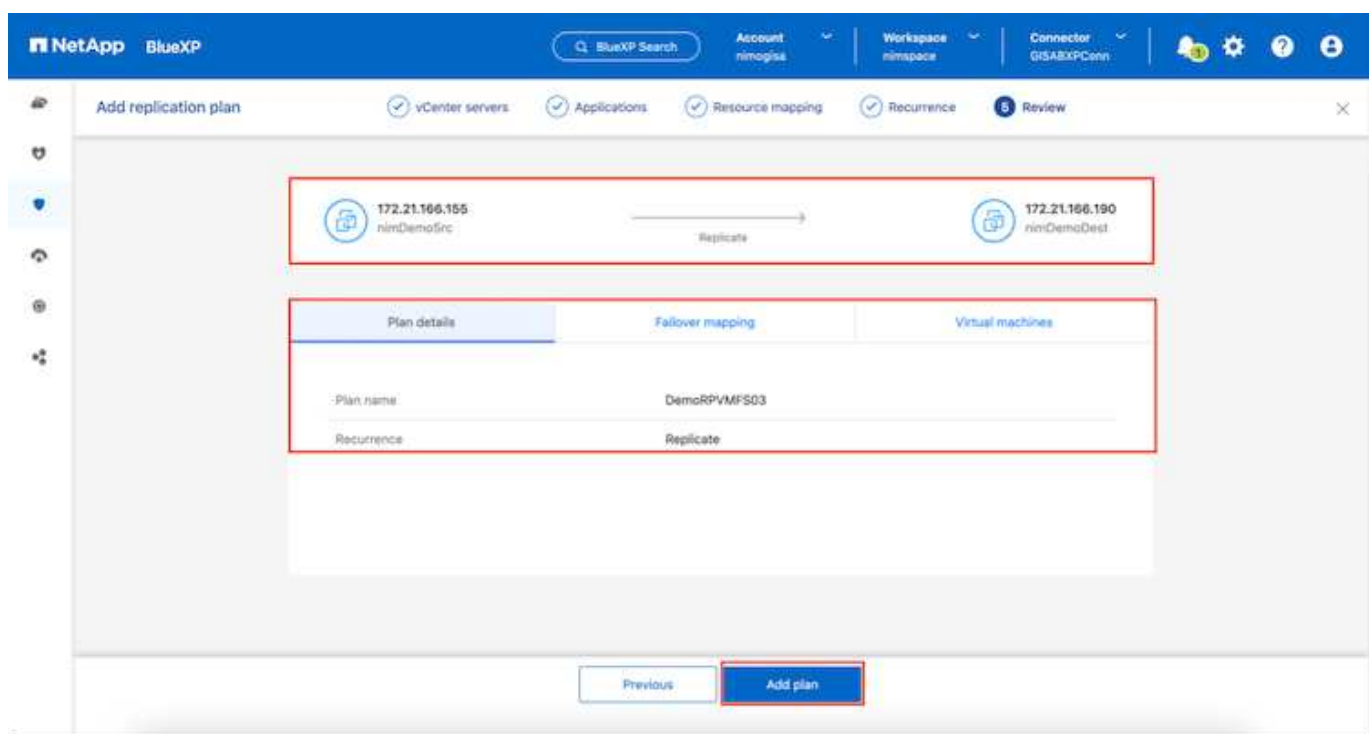 NetApp BlueXP
BlueXP Search
Account
nimogisa
Workspace
nimspace
Connector
GISABXPConn
Add replication plan
vCenter servers
Applications
Resource mapping
Recurrence
5 Review
172.21.166.155
nimDemoSrc
Replicate
172.21.166.190
nimDemoDest
Plan details
Failover mapping
Virtual machines
Plan name
DemoRPVMFS03
Recurrence
Replicate
Previous
Add plan